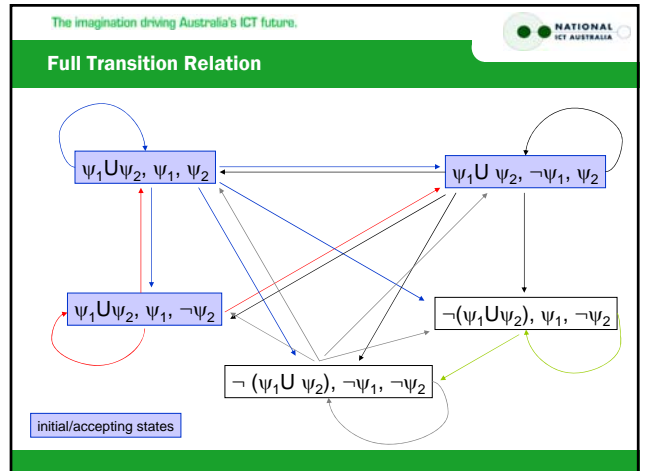 The imagination driving Australia's ICT future.
NATIONAL
ICT AUSTRALIA
Full Transition Relation
ψ₁Uψ₂, ψ₁, ψ₂
ψ₁U ψ₂, ¬ψ₁, ψ₂
ψ₁Uψ₂, ψ₁, ¬ψ₂
¬(ψ₁Uψ₂), ψ₁, ¬ψ₂
¬ (ψ₁U ψ₂), ¬ψ₁, ¬ψ₂
initial/accepting states